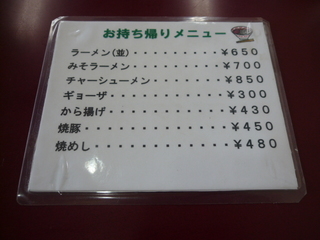 お持ち帰りメニュー
ラーメン(並)・・・・・・・・・¥650
みそラーメン・・・・・・・・・¥700
チャーシューメン・・・・・・・¥850
ギョーザ・・・・・・・・・・・¥300
から揚げ・・・・・・・・・・・¥430
焼豚・・・・・・・・・・・・・¥450
焼めし・・・・・・・・・・・・¥480